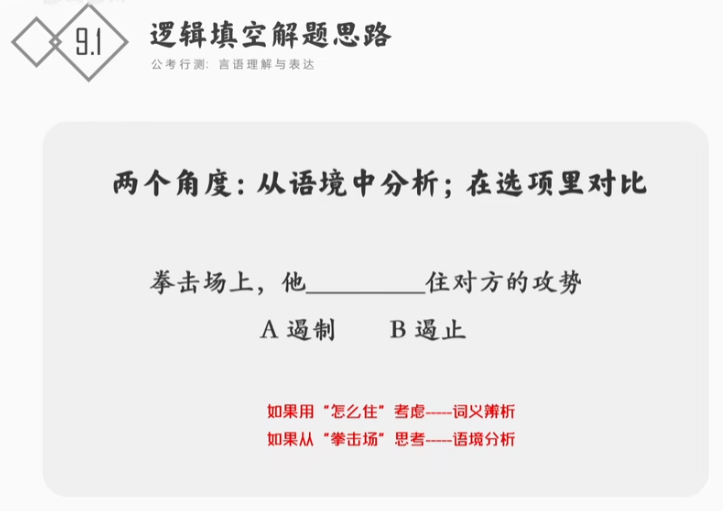 9.1
逻辑填空解题思路
公考行测: 言语理解与表达
两个角度: 从语境中分析; 在选项里对比
拳击场上，他_________住对方的攻势
A 遏制 B 遏止
如果用“怎么住”考虑-----词义辨析
如果从“拳击场”思考-----语境分析